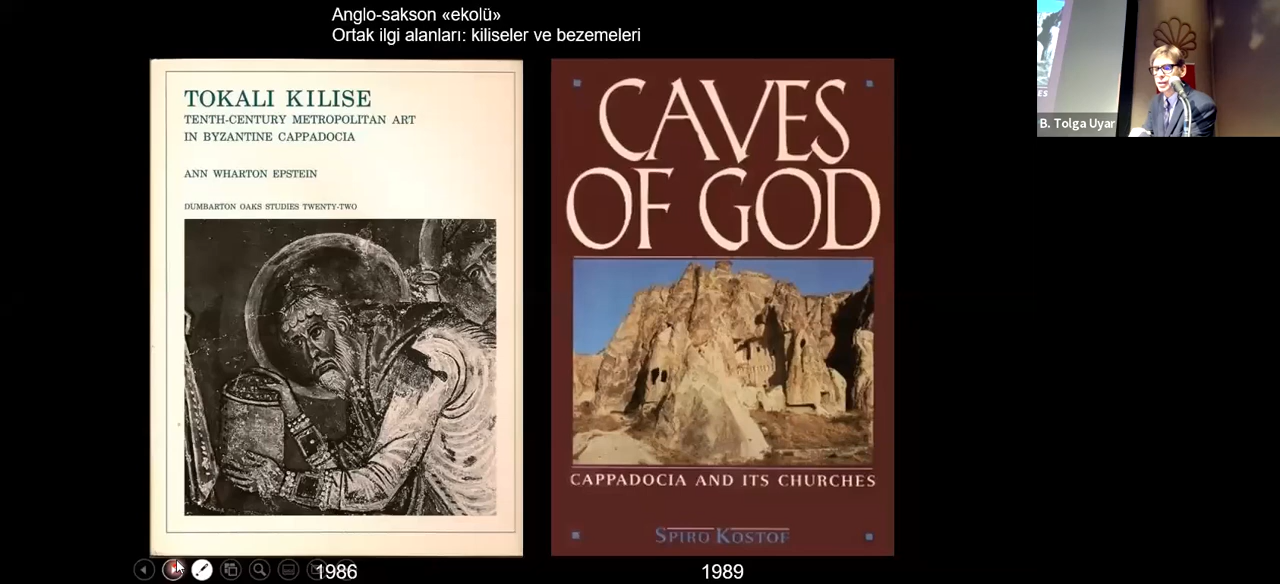 Anglo-sakson «ekolü»
Ortak ilgi alanları: kiliseler ve bezemeleri
TOKALI KILISE
TENTH-CENTURY METROPOLITAN ART
IN BYZANTINE CAPPADOCIA
ANN WHARTON EPSTEIN
DUMBARTON OAKS STUDIES TWENTY-TWO
CAVES
OF GOD
CAPPADOCIA AND ITS CHURCHES
SPIRO KOSTOF
1986
1989
B. Tolga Uyar